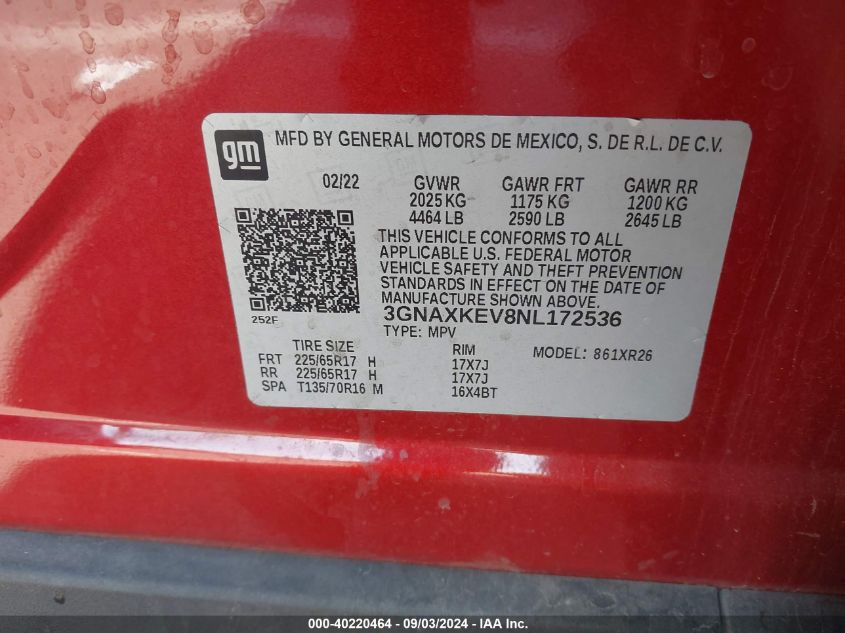 gm
MFD BY GENERAL MOTORS DE MEXICO, S. DE R.L. DE C.V.
02/22 GVWR GAWR FRT GAWR RR
2025 KG 1175 KG 1200 KG
4464 LB 2590 LB 2645 LB
THIS VEHICLE CONFORMS TO ALL
APPLICABLE U.S. FEDERAL MOTOR
VEHICLE SAFETY AND THEFT PREVENTION
STANDARDS IN EFFECT ON THE DATE OF
MANUFACTURE SHOWN ABOVE.
252F 3GNAXKEV8NL172536
TYPE: MPV
TIRE SIZE RIM MODEL: 861XR26
FRT 225/65R17 H 17X7J
RR 225/65R17 H 17X7J
SPA T135/70R16 M 16X4BT
000-40220464 - 09/03/2024 - IAA Inc.